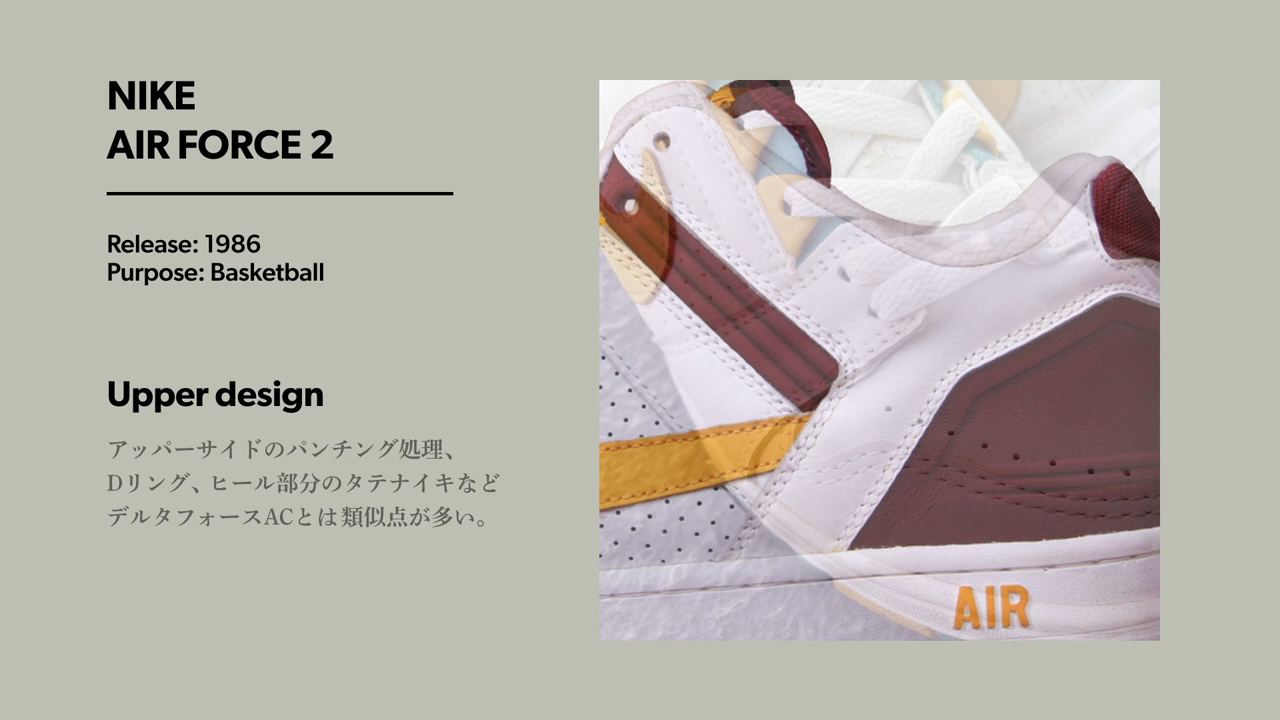 NIKE
AIR FORCE 2
Release: 1986
Purpose: Basketball
Upper design
アッパーサイドのパンチング処理、
Dリング、ヒール部分のタテナイキなど
デルタフォースACとは類似点が多い。
AIR